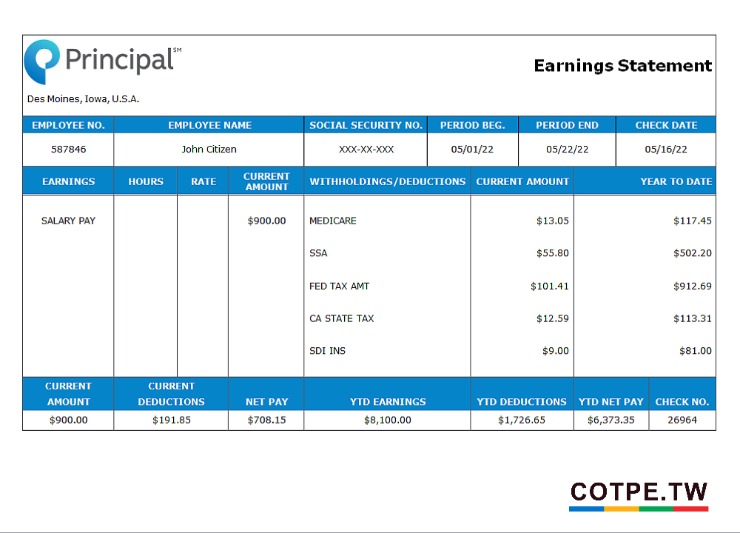 Principal℠
Earnings Statement
Des Moines, Iowa, U.S.A.
EMPLOYEE NO. EMPLOYEE NAME SOCIAL SECURITY NO. PERIOD BEG. PERIOD END CHECK DATE
587846 John Citizen XXX-XX-XXX 05/01/22 05/22/22 05/16/22
EARNINGS HOURS RATE CURRENT AMOUNT WITHHOLDINGS/DEDUCTIONS CURRENT AMOUNT YEAR TO DATE
SALARY PAY $900.00 MEDICARE $13.05 $117.45
SSA $55.80 $502.20
FED TAX AMT $101.41 $912.69
CA STATE TAX $12.59 $113.31
SDI INS $9.00 $81.00
CURRENT AMOUNT CURRENT DEDUCTIONS NET PAY YTD EARNINGS YTD DEDUCTIONS YTD NET PAY CHECK NO.
$900.00 $191.85 $708.15 $8,100.00 $1,726.65 $6,373.35 26964
COTPE.TW